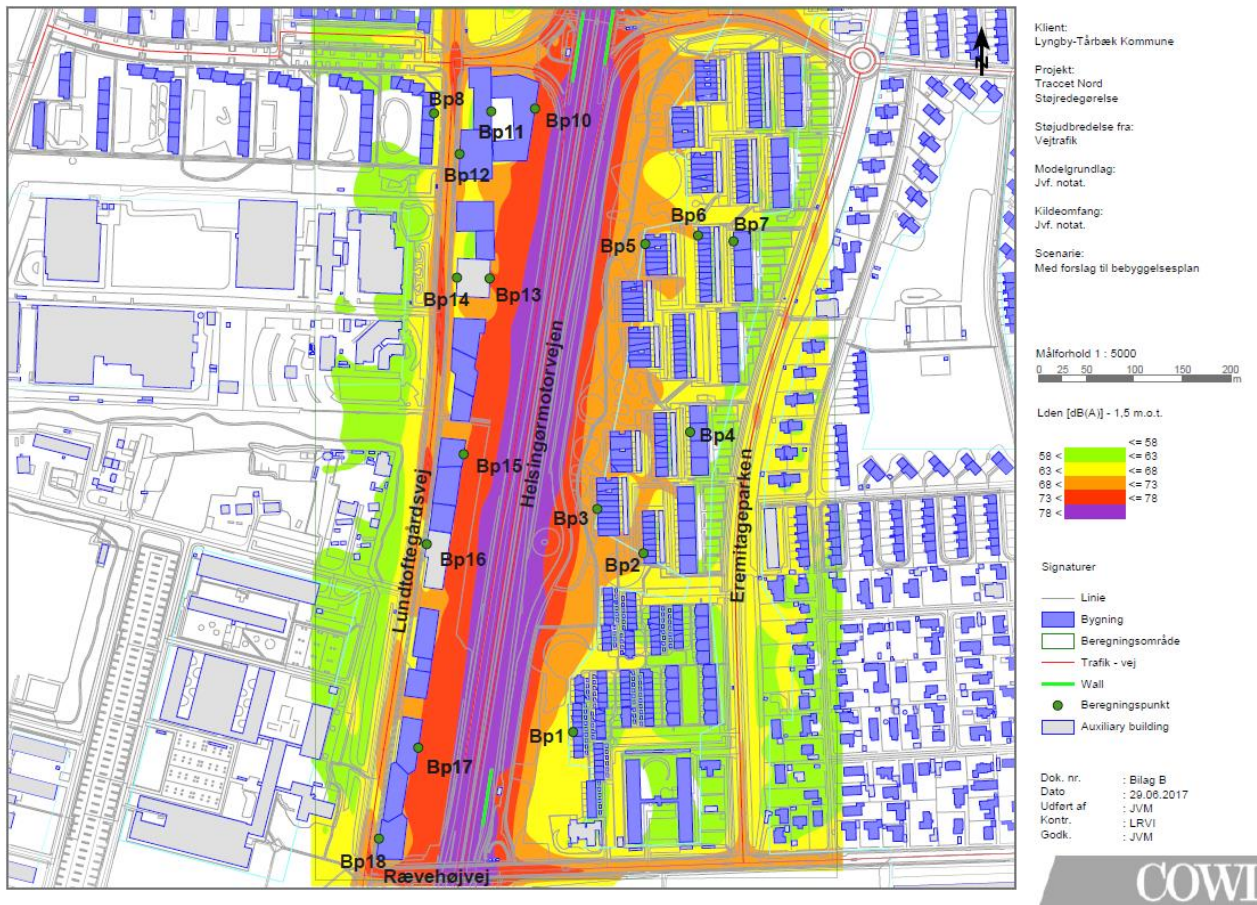 Bp8
Bp11
Bp10
Bp12
Bp6
Bp5
Bp7
Bp14
Bp13
Helsingørmotorvejen
Bp4
Bp15
Lundtoftegårdsvej
Bp3
Eremitageparken
Bp16
Bp2
Bp1
Bp17
Bp18
Rævehøjvej
N
Klient:
Lyngby-Tårbæk Kommune
Projekt:
Traccet Nord
Støjredegørelse
Støjudbredelse fra:
Vejtrafik
Modelgrundlag:
Jvf. notat.
Kildeomfang:
Jvf. notat.
Scenarie:
Med forslag til bebyggelsesplan
Målforhold 1 : 5000
0 25 50 100 150 200
m
Lden [dB(A)] - 1,5 m.o.t.
<= 58
58 < <= 63
63 < <= 68
68 < <= 73
73 < <= 78
78 <
Signaturer
Linie
Bygning
Beregningsområde
Trafik - vej
Wall
Beregningspunkt
Auxiliary building
Dok. nr. : Bilag B
Dato : 29.06.2017
Udført af : JVM
Kontr. : LRVI
Godk. : JVM
COWI